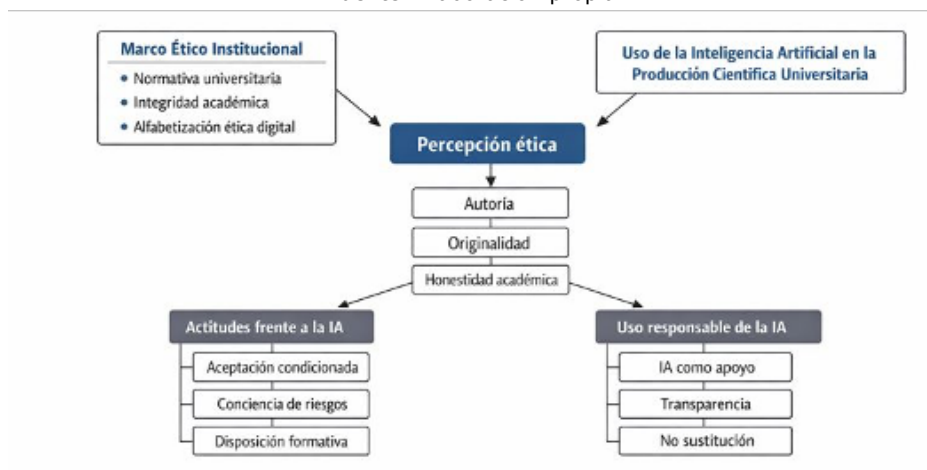 Marco Ético Institucional
• Normativa universitaria
• Integridad académica
• Alfabetización ética digital
Uso de la Inteligencia Artificial en la
Producción Científica Universitaria
Percepción ética
Autoría
Originalidad
Honestidad académica
Actitudes frente a la IA
Aceptación condicionada
Conciencia de riesgos
Disposición formativa
Uso responsable de la IA
IA como apoyo
Transparencia
No sustitución